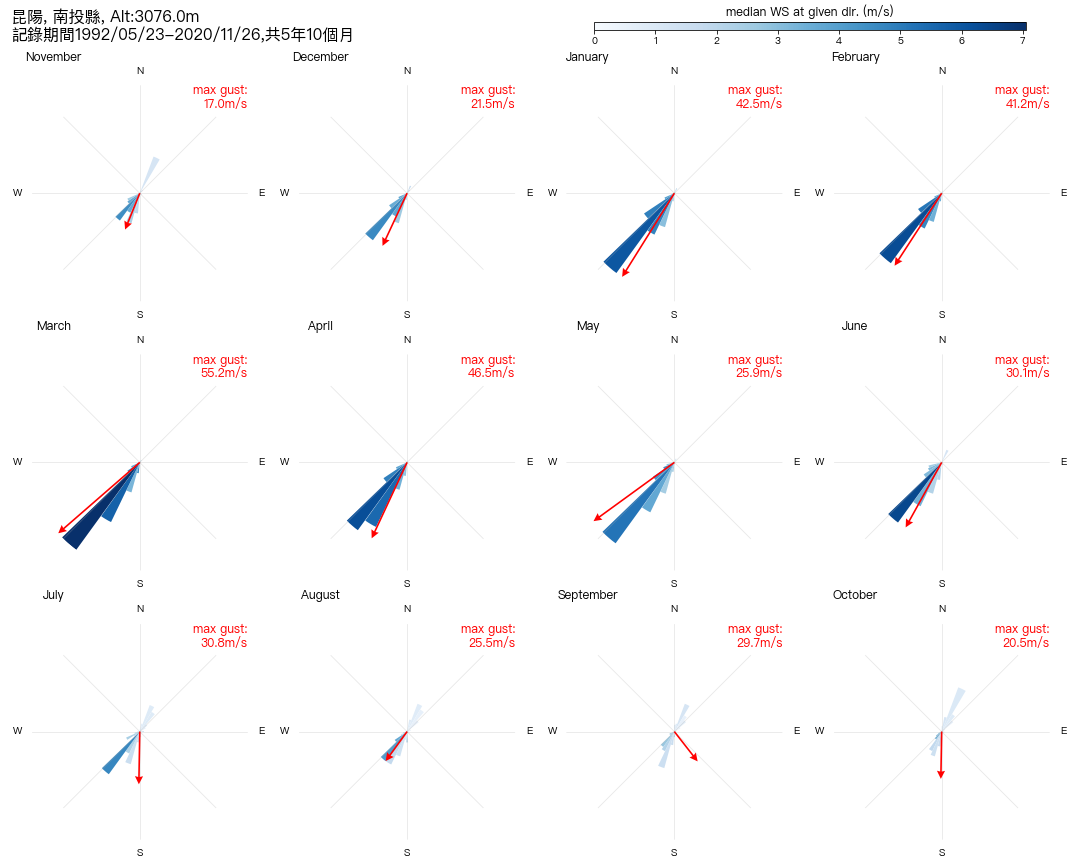 昆陽, 南投縣, Alt:3076.0m
記錄期間1992/05/23-2020/11/26,共5年10個月
median WS at given dir. (m/s)
0 1 2 3 4 5 6 7
November
N
max gust:
17.0m/s
W E
S
December
N
max gust:
21.5m/s
W E
S
January
N
max gust:
42.5m/s
W E
S
February
N
max gust:
41.2m/s
W E
S
March
N
max gust:
55.2m/s
W E
S
April
N
max gust:
46.5m/s
W E
S
May
N
max gust:
25.9m/s
W E
S
June
N
max gust:
30.1m/s
W E
S
July
N
max gust:
30.8m/s
W E
S
August
N
max gust:
25.5m/s
W E
S
September
N
max gust:
29.7m/s
W E
S
October
N
max gust:
20.5m/s
W E
S